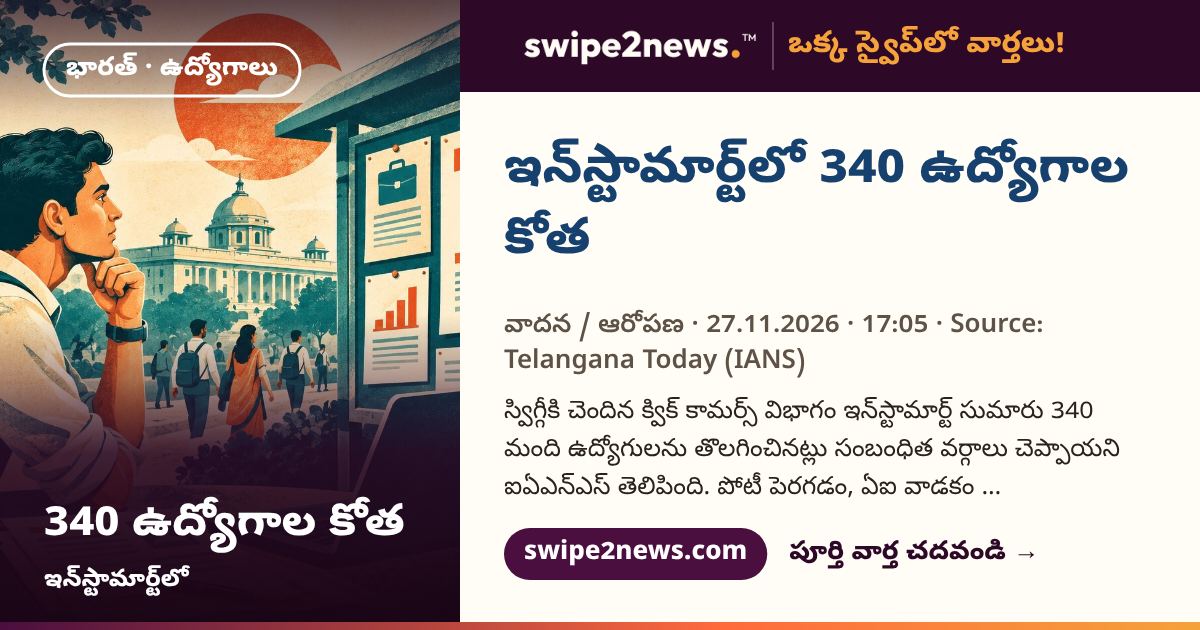 భారత్ · ఉద్యోగాలు
340 ఉద్యోగాల కోత
ఇన్‌స్టామార్ట్‌లో
swipe2news.™
ఒక్క స్వైప్‌లో వార్తలు!
ఇన్‌స్టామార్ట్‌లో 340 ఉద్యోగాల
కోత
వాదన / ఆరోపణ · 27.11.2026 · 17:05 · Source:
Telangana Today (IANS)
స్విగ్గీకి చెందిన క్విక్ కామర్స్ విభాగం ఇన్‌స్టామార్ట్ సుమారు 340
మంది ఉద్యోగులను తొలగించినట్లు సంబంధిత వర్గాలు చెప్పాయని
ఐఏఎన్ఎస్ తెలిపింది. పోటీ పెరగడం, ఏఐ వాడకం ...
swipe2news.com
పూర్తి వార్త చదవండి →